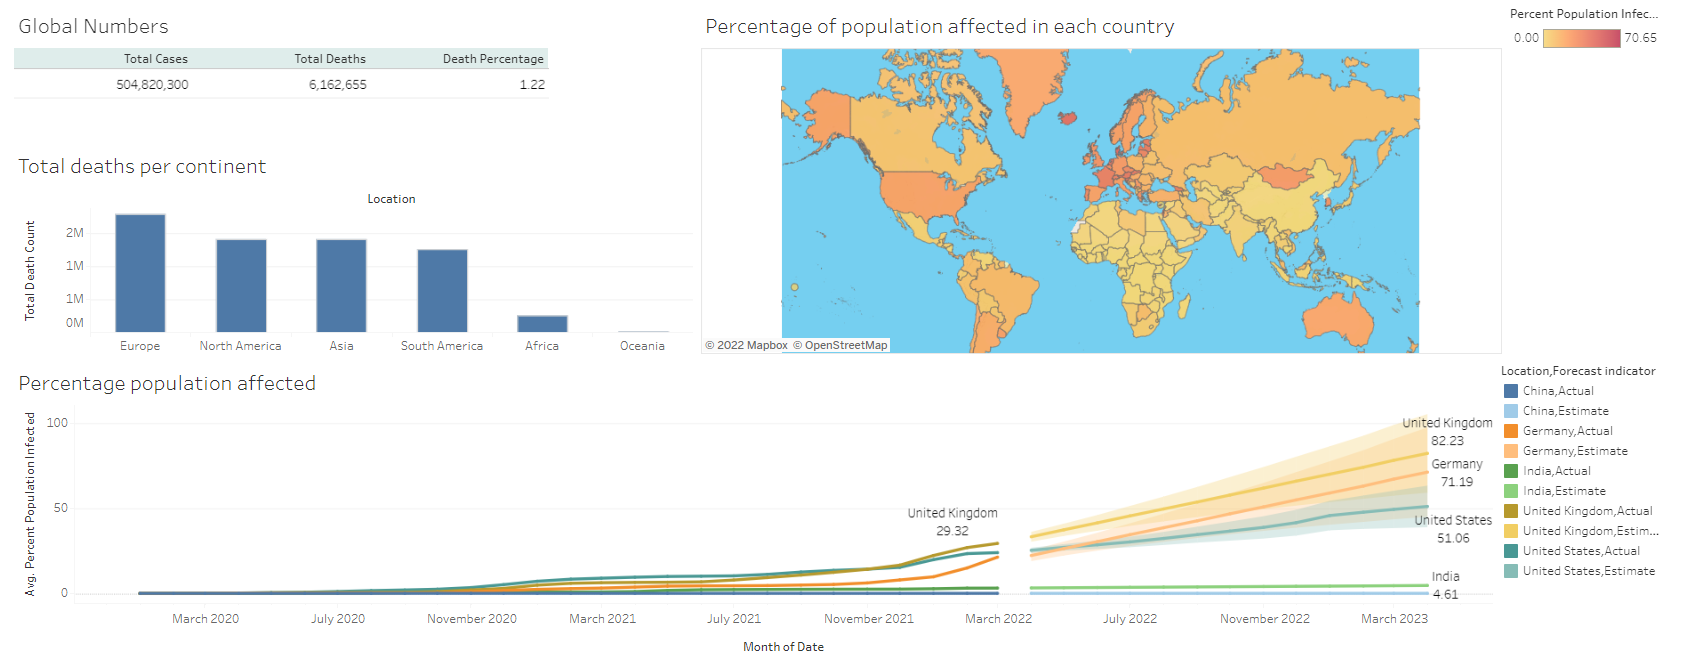 Global Numbers
Total Cases Total Deaths Death Percentage
504,820,300 6,162,655 1.22
Total deaths per continent
Location
Total Death Count
2M
1M
1M
0M
Europe North America Asia South America Africa Oceania
Percentage of population affected in each country
© 2022 Mapbox © OpenStreetMap
Percent Population Infec...
0.00 70.65
Percentage population affected
Avg. Percent Population Infected
100
50
0
United Kingdom
29.32
United Kingdom
82.23
Germany
71.19
United States
51.06
India
4.61
March 2020 July 2020 November 2020 March 2021 July 2021 November 2021 March 2022 July 2022 November 2022 March 2023
Month of Date
Location,Forecast indicator
China,Actual
China,Estimate
Germany,Actual
Germany,Estimate
India,Actual
India,Estimate
United Kingdom,Actual
United Kingdom,Estim...
United States,Actual
United States,Estimate